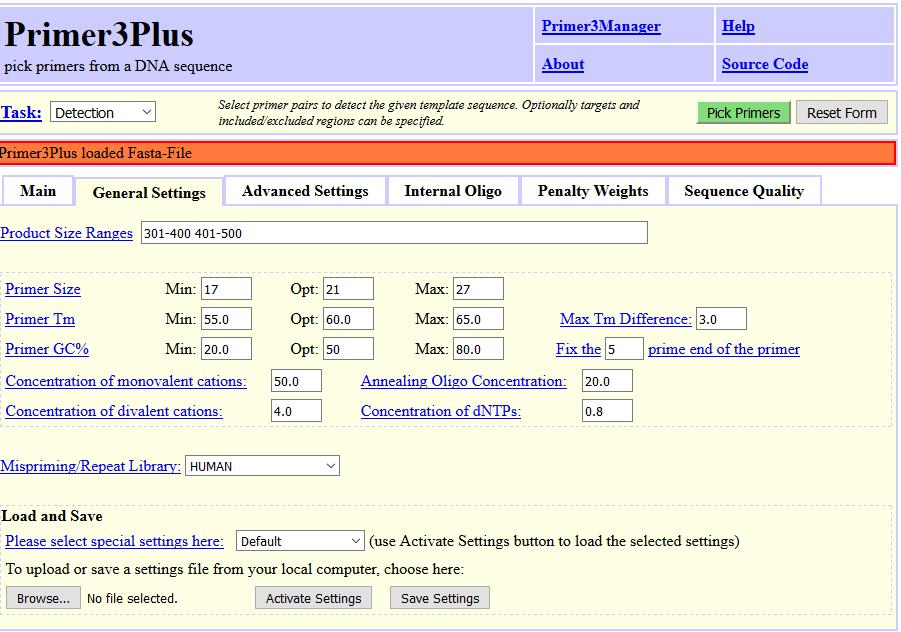 Primer3Plus
pick primers from a DNA sequence
Primer3Manager Help
About Source Code
Task: Detection Select primer pairs to detect the given template sequence. Optionally targets and
included/excluded regions can be specified. Pick Primers Reset Form
Primer3Plus loaded Fasta-File
Main General Settings Advanced Settings Internal Oligo Penalty Weights Sequence Quality
Product Size Ranges 301-400 401-500
Primer Size Min: 17 Opt: 21 Max: 27
Primer Tm Min: 55.0 Opt: 60.0 Max: 65.0 Max Tm Difference: 3.0
Primer GC% Min: 20.0 Opt: 50 Max: 80.0 Fix the 5 prime end of the primer
Concentration of monovalent cations: 50.0 Annealing Oligo Concentration: 20.0
Concentration of divalent cations: 4.0 Concentration of dNTPs: 0.8
Mispriming/Repeat Library: HUMAN
Load and Save
Please select special settings here: Default (use Activate Settings button to load the selected settings)
To upload or save a settings file from your local computer, choose here:
Browse... No file selected. Activate Settings Save Settings